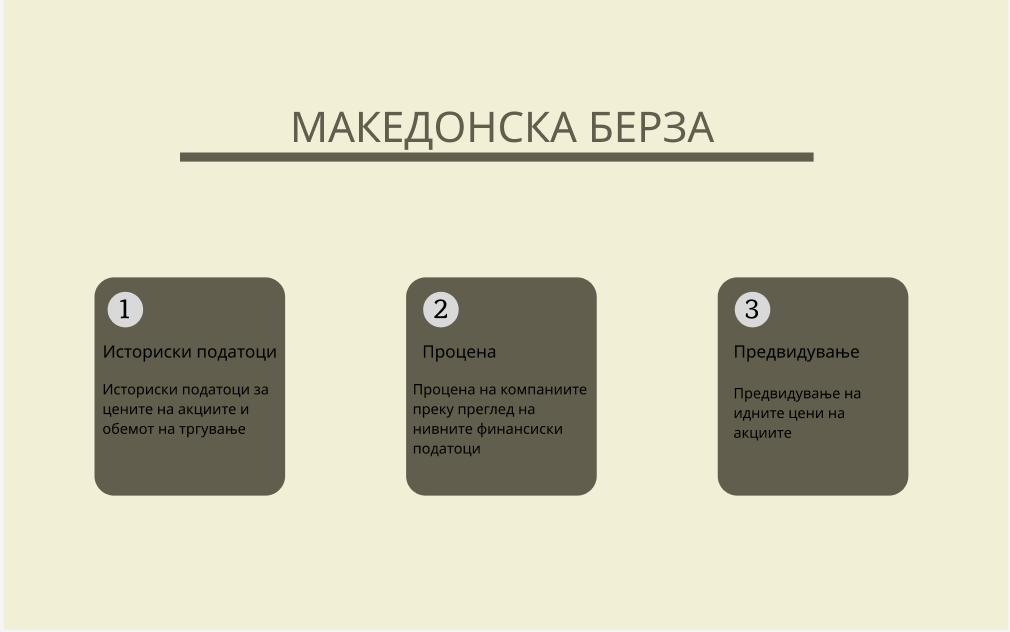 МАКЕДОНСКА БЕРЗА
1
Историски податоци
Историски податоци за
цените на акциите и
обемот на тргување
2
Процена
Процена на компаниите
преку преглед на
нивните финансиски
податоци
3
Предвидување
Предвидување на
идните цени на
акциите